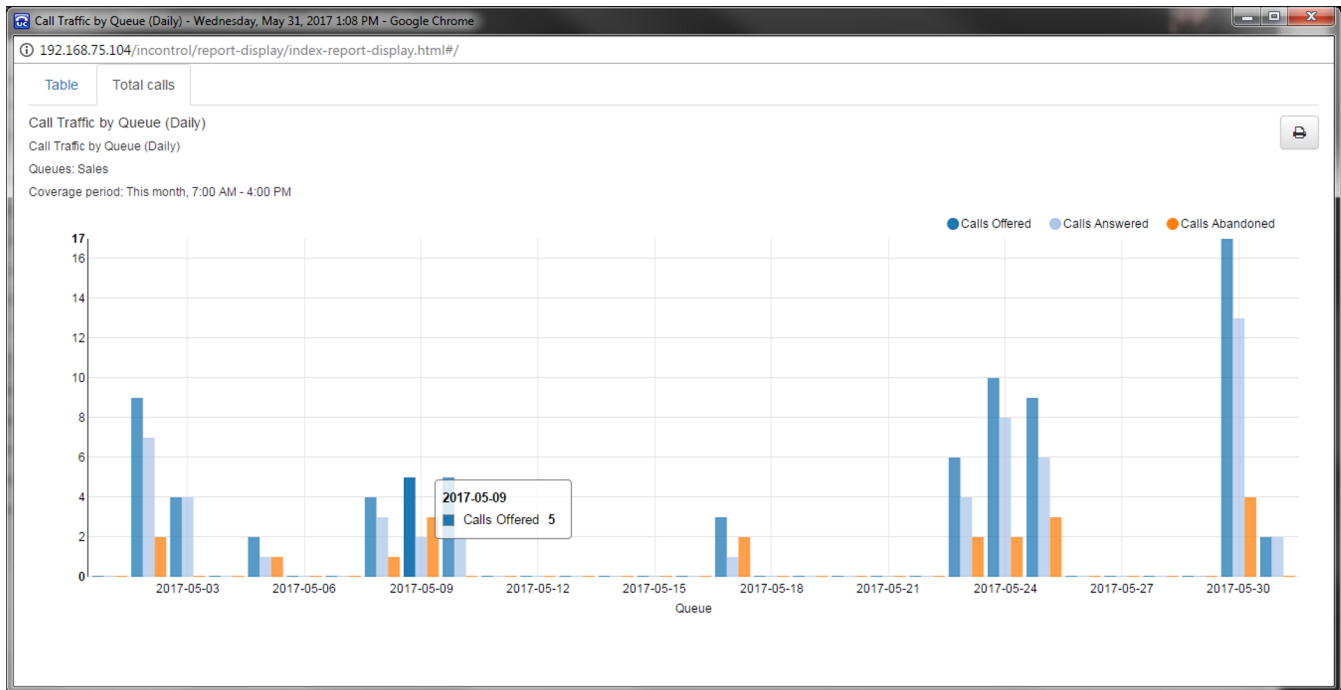 Call Traffic by Queue (Daily) - Wednesday, May 31, 2017 1:08 PM - Google Chrome
192.168.75.104/incontrol/report-display/index-report-display.html#/
Table Total calls
Call Traffic by Queue (Daily)
Call Traffic by Queue (Daily)
Queues: Sales
Coverage period: This month, 7:00 AM - 4:00 PM
Calls Offered Calls Answered Calls Abandoned
17
16
14
12
10
8
6
4
2
0
2017-05-09
Calls Offered 5
2017-05-03 2017-05-06 2017-05-09 2017-05-12 2017-05-15 2017-05-18 2017-05-21 2017-05-24 2017-05-27 2017-05-30
Queue